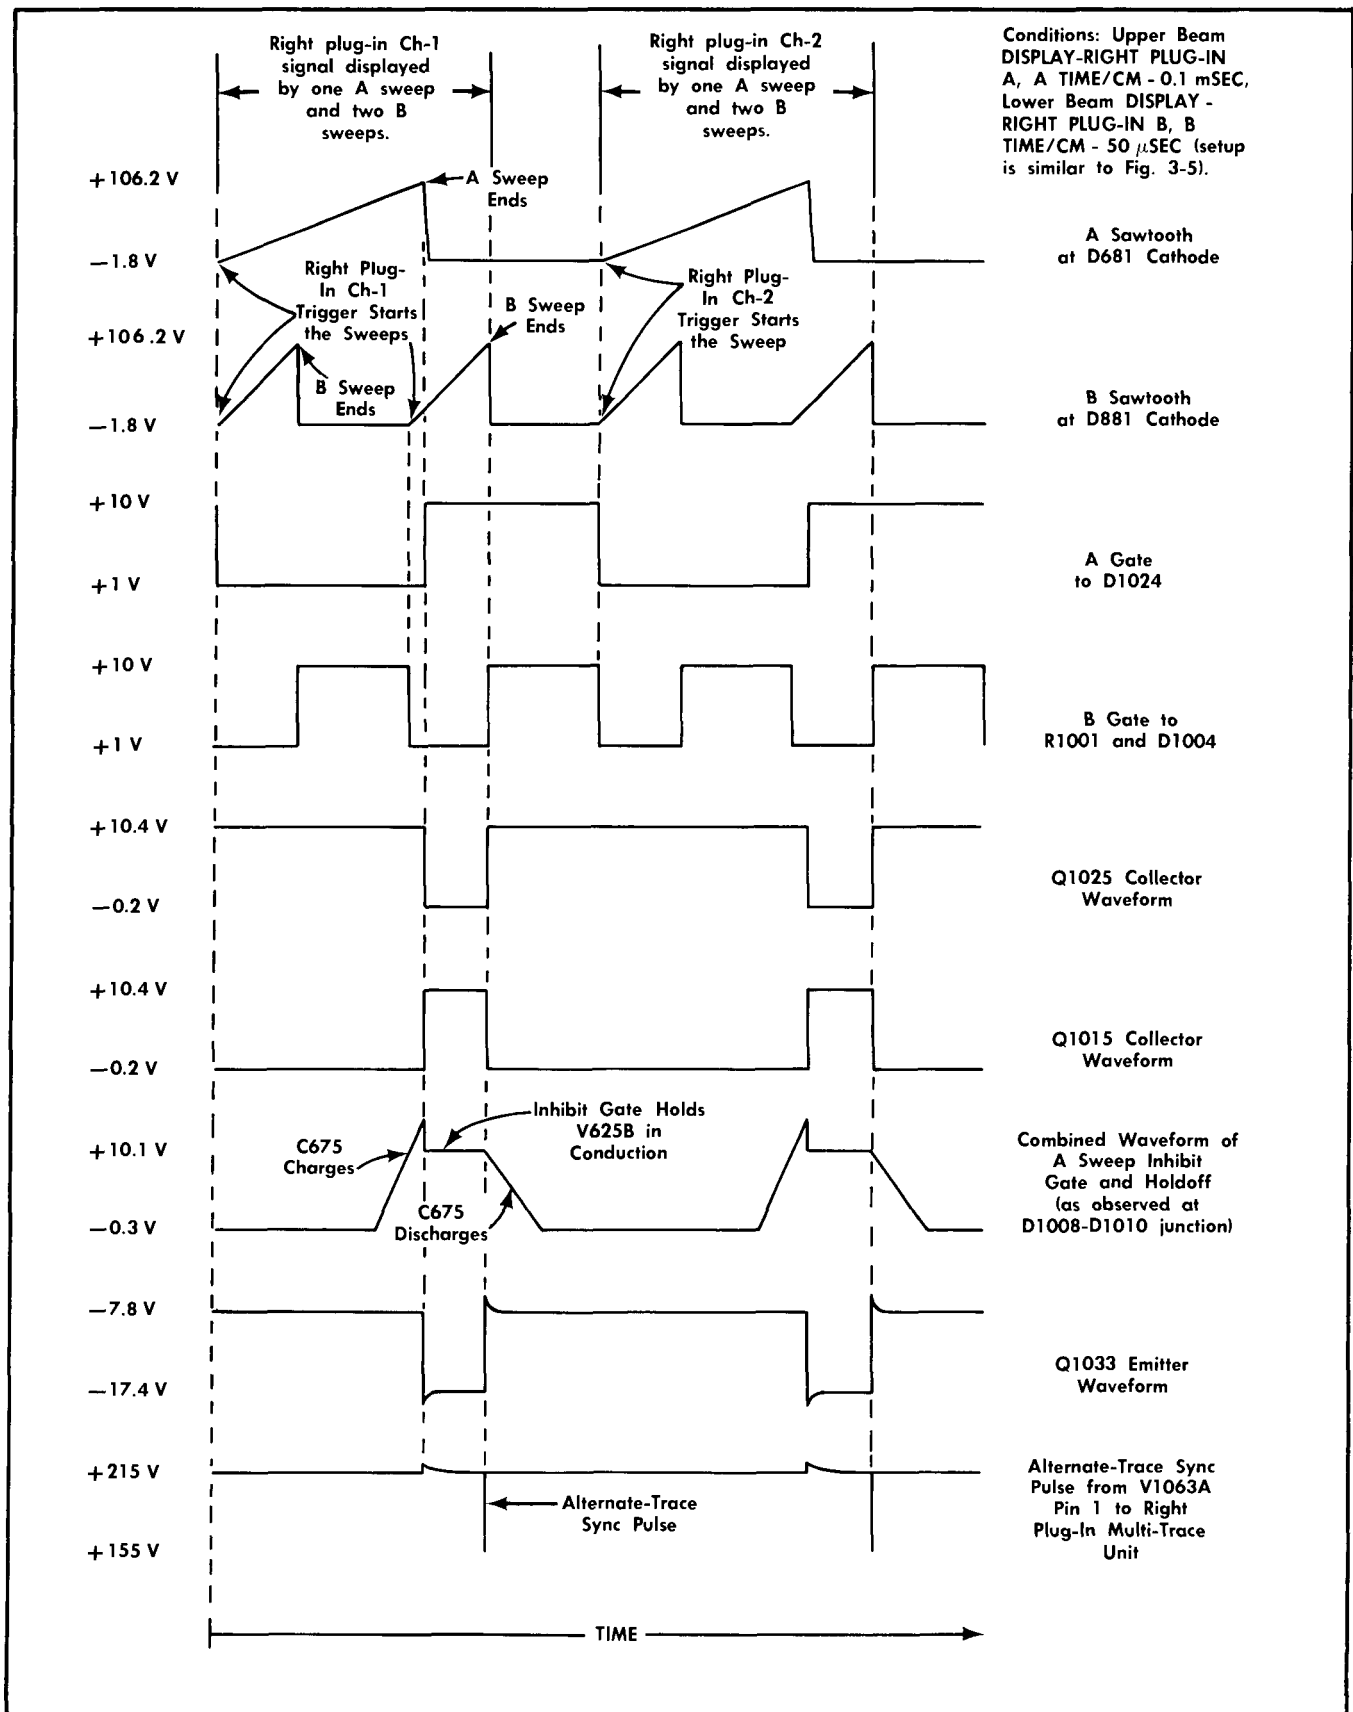 Right plug-in Ch-1
signal displayed
by one A sweep
and two B
sweeps.
Right plug-in Ch-2
signal displayed
by one A sweep
and two B
sweeps.
Conditions: Upper Beam
DISPLAY-RIGHT PLUG-IN
A, A TIME/CM - 0.1 mSEC,
Lower Beam DISPLAY -
RIGHT PLUG-IN B, B
TIME/CM - 50 μSEC (setup
is similar to Fig. 3-5).
+106.2 V
A Sweep
Ends
−1.8 V
A Sawtooth
at D681 Cathode
Right Plug-
In Ch-1
Trigger Starts
the Sweeps
Right Plug-
In Ch-2
Trigger Starts
the Sweep
B Sweep
Ends
+106.2 V
B Sweep
Ends
−1.8 V
B Sawtooth
at D881 Cathode
+10 V
+1 V
A Gate
to D1024
+10 V
+1 V
B Gate to
R1001 and D1004
+10.4 V
−0.2 V
Q1025 Collector
Waveform
+10.4 V
−0.2 V
Q1015 Collector
Waveform
Inhibit Gate Holds
V625B in
Conduction
C675
Charges
+10.1 V
−0.3 V
C675
Discharges
Combined Waveform of
A Sweep Inhibit
Gate and Holdoff
(as observed at
D1008-D1010 junction)
−7.8 V
−17.4 V
Q1033 Emitter
Waveform
+215 V
+155 V
Alternate-Trace
Sync Pulse
Alternate-Trace Sync
Pulse from V1063A
Pin 1 to Right
Plug-In Multi-Trace
Unit
TIME